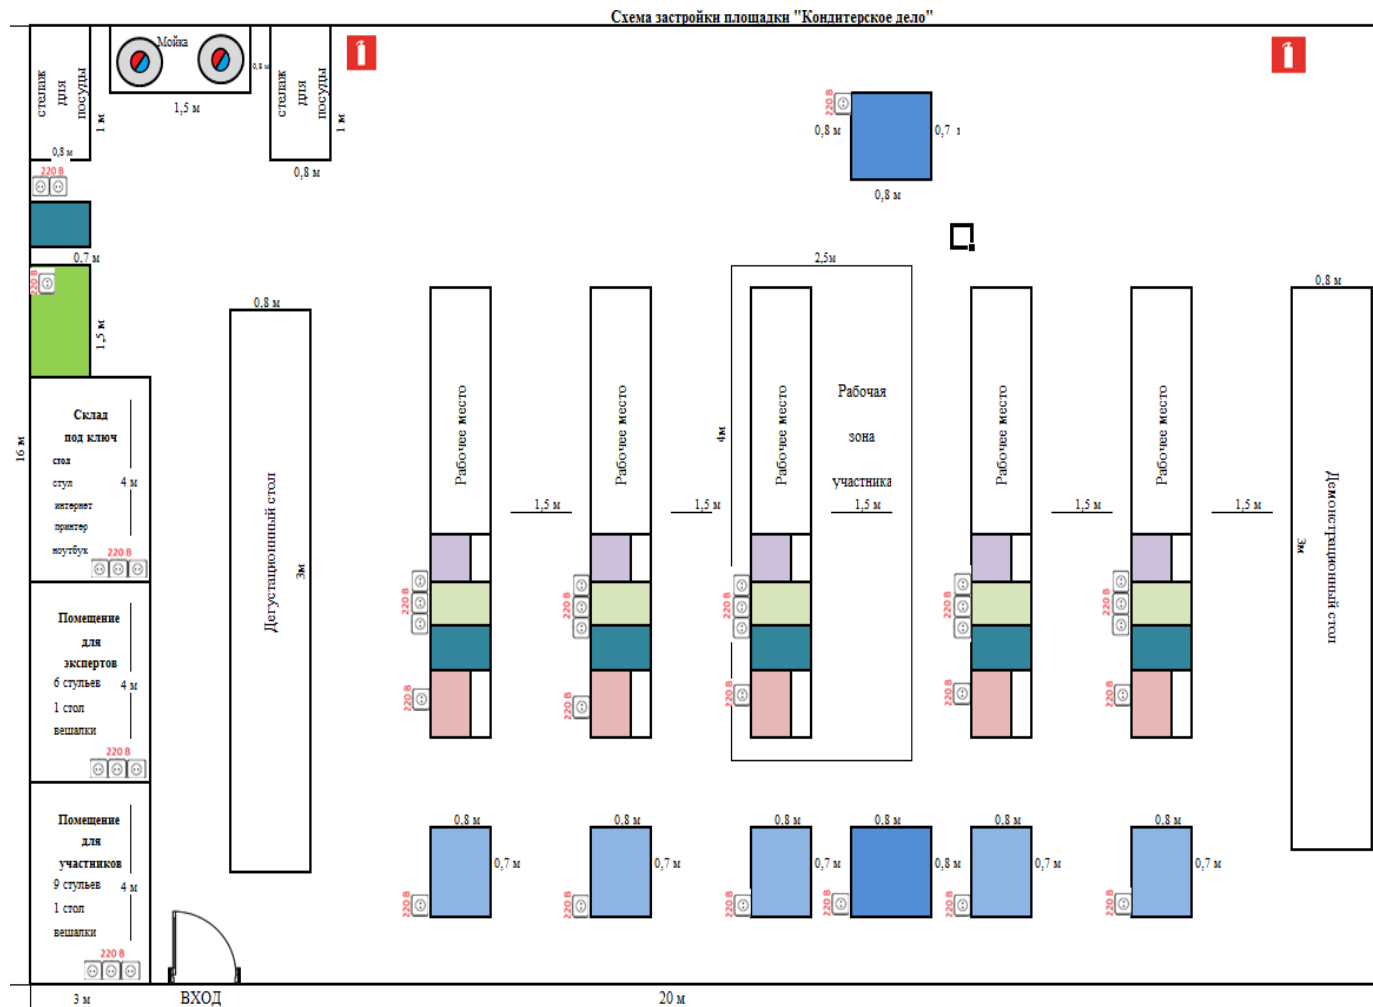 Схема застройки площадки "Кондитерское дело"
стелаж
для
посуды
1 м
0,8 м
Мойка
0,8 м
1,5 м
стелаж
для
посуды
1 м
0,8 м
220 В
0,8 м
0,7
0,8 м
220 В
0,7 м
220 В
1,5 м
16 м
Склад
под ключ
стол
стул
4 м
интернет
принтер
ноутбук
220 В
Помещение
для
экспертов
6 стульев
4 м
1 стол
вешалки
220 В
Помещение
для
участников
9 стульев
4 м
1 стол
вешалки
220 В
3 м
ВХОД
20 м
0,8 м
Дегустационный стол
3м
Рабочее место
220 В
220 В
1,5 м
Рабочее место
220 В
220 В
1,5 м
2,5м
4м
Рабочее место
220 В
220 В
Рабочая
зона
участника
1,5 м
Рабочее место
220 В
220 В
1,5 м
Рабочее место
220 В
220 В
1,5 м
0,8 м
Демонстрационный стол
3м
0,8 м
0,7 м
220 В
0,8 м
0,7 м
220 В
0,8 м
0,7 м
220 В
0,8 м
0,8 м
220 В
0,8 м
0,7 м
220 В
0,8 м
0,7 м
220 В